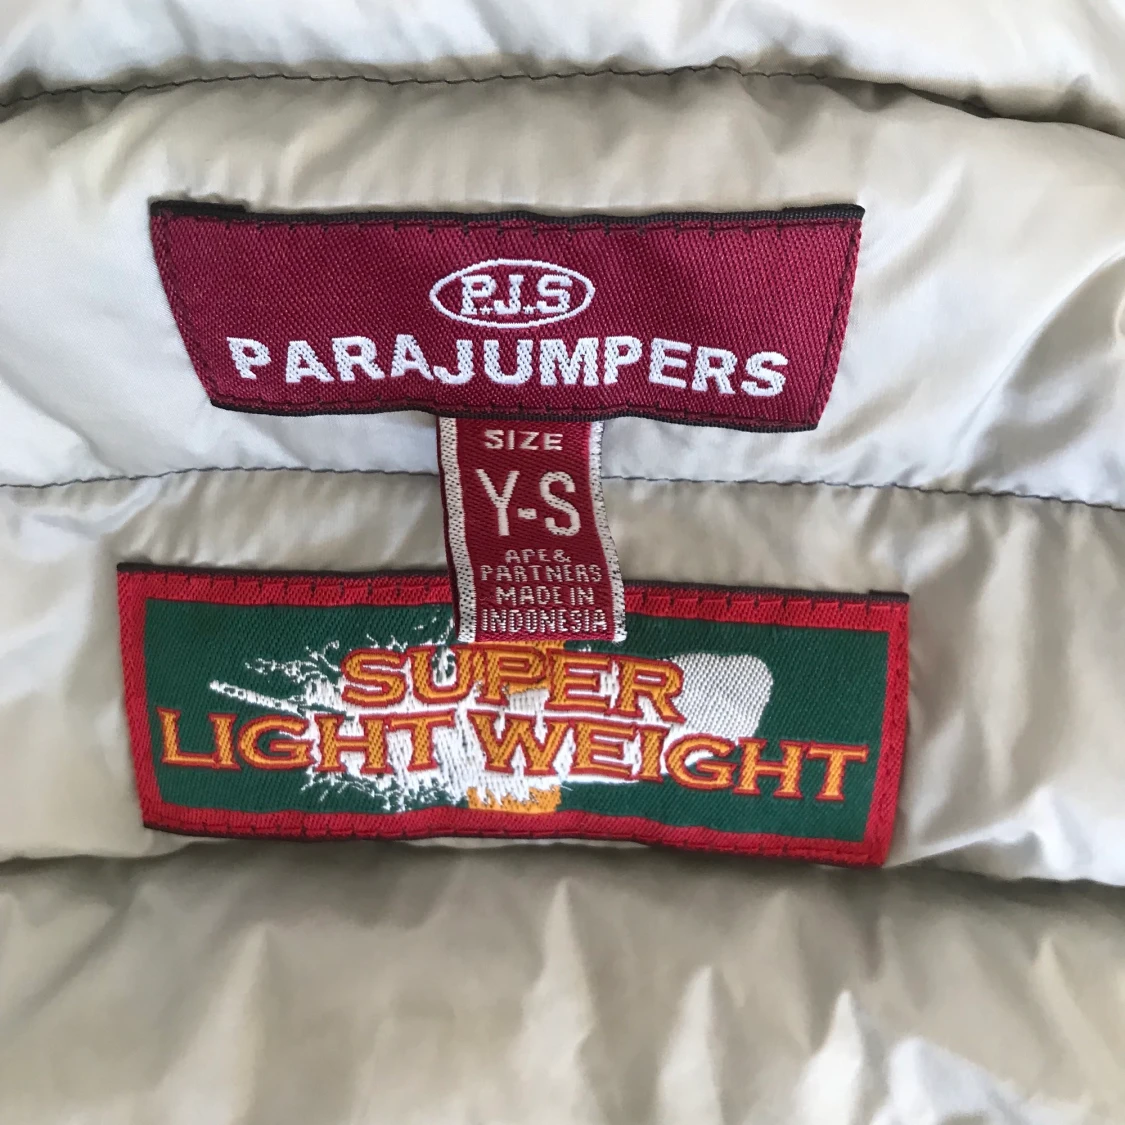 P.J.S
PARAJUMPERS
SIZE
Y-S
APE&
PARTNERS
MADE IN
INDONESIA
SUPER
LIGHT WEIGHT